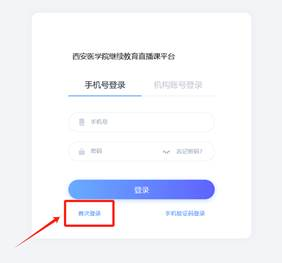 西安医学院继续教育直播课平台
手机号登录 机构账号登录
手机号
密码 忘记密码?
登录
首次登录 手机验证码登录